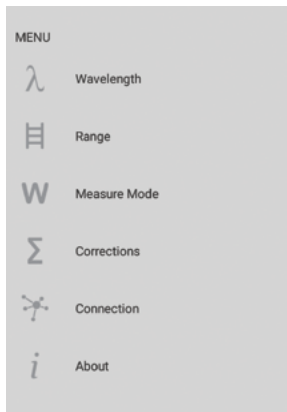 MENU
λ Wavelength
Range
W Measure Mode
Σ Corrections
Connection
i About